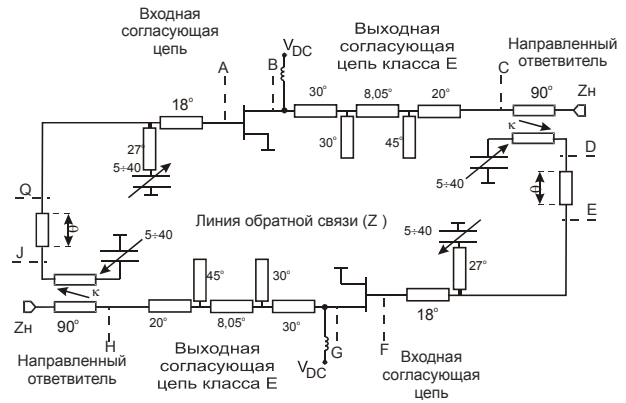 Входная
согласующая
цепь
Выходная
согласующая
цепь класса Е
Направленный
ответвитель
V_DC
A
B
C
30°
8,05°
20°
90°
Zн
18°
30°
45°
κ
27°
5÷40
5÷40
D
Q
θ
θ
Линия обратной связи (Z )
5÷40
E
5÷40
J
45°
30°
27°
κ
Zн
90°
20°
8,05°
30°
18°
H
G
F
V_DC
Направленный
ответвитель
Выходная
согласующая
цепь класса Е
Входная
согласующая
цепь